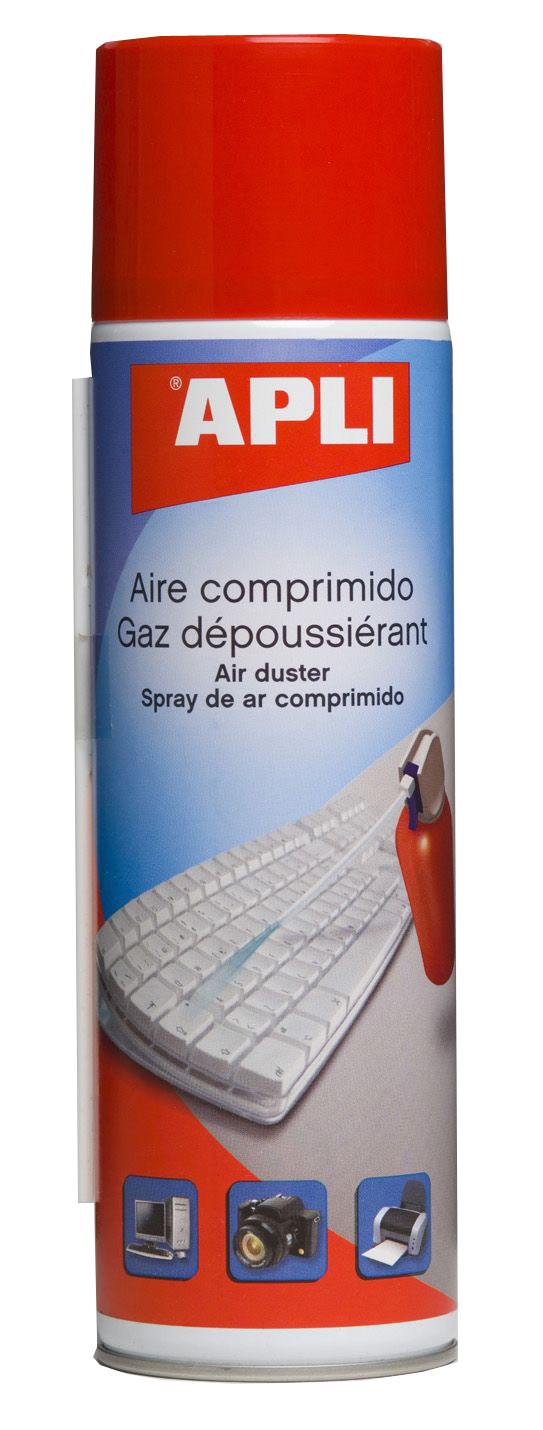 ® APLI
Aire comprimido
Gaz dépoussiérant
Air duster
Spray de ar comprimido